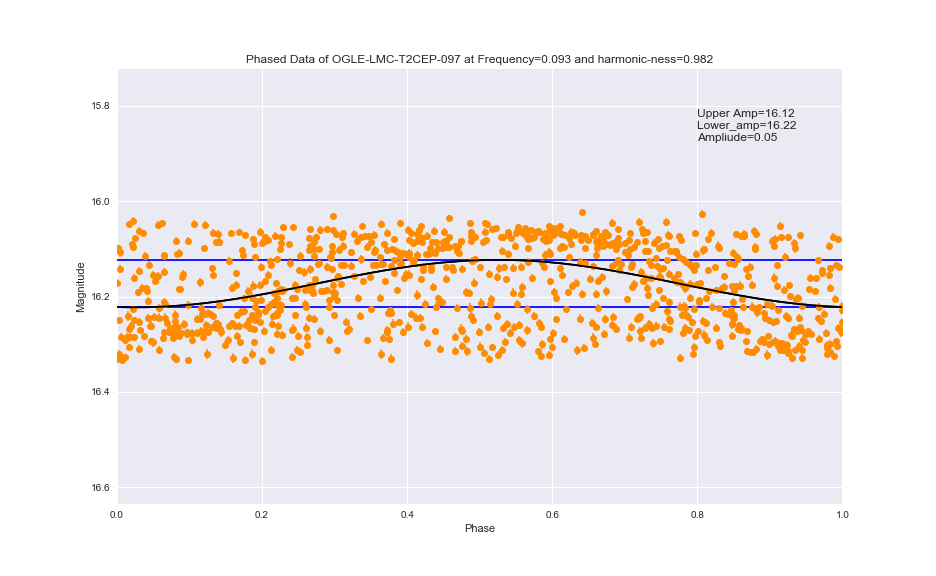 Phased Data of OGLE-LMC-T2CEP-097 at Frequency=0.093 and harmonic-ness=0.982
Upper Amp=16.12
Lower_amp=16.22
Ampliude=0.05
Magnitude
15.8
16.0
16.2
16.4
16.6
0.0 0.2 0.4 0.6 0.8 1.0
Phase